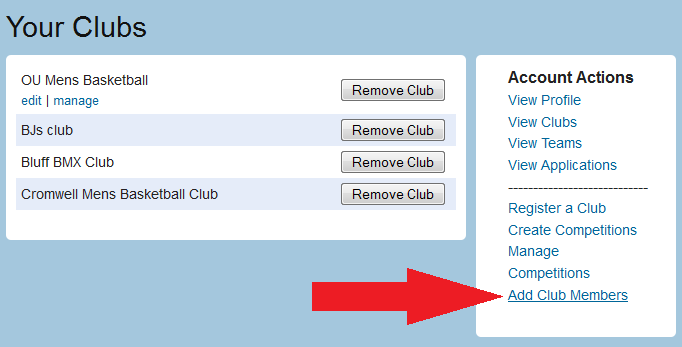 Your Clubs
OU Mens Basketball
edit | manage
Remove Club
BJs club
Remove Club
Bluff BMX Club
Remove Club
Cromwell Mens Basketball Club
Remove Club
Account Actions
View Profile
View Clubs
View Teams
View Applications
----------------------------
Register a Club
Create Competitions
Manage
Competitions
Add Club Members